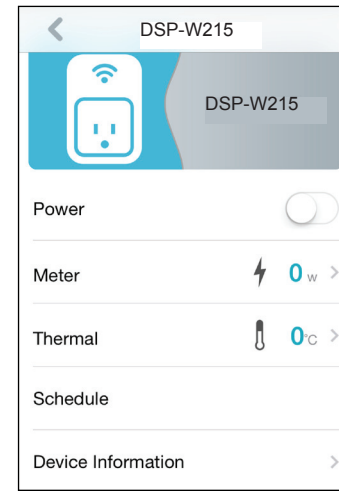 DSP-W215
DSP-W215
Power
Meter 0 w
Thermal 0°C
Schedule
Device Information